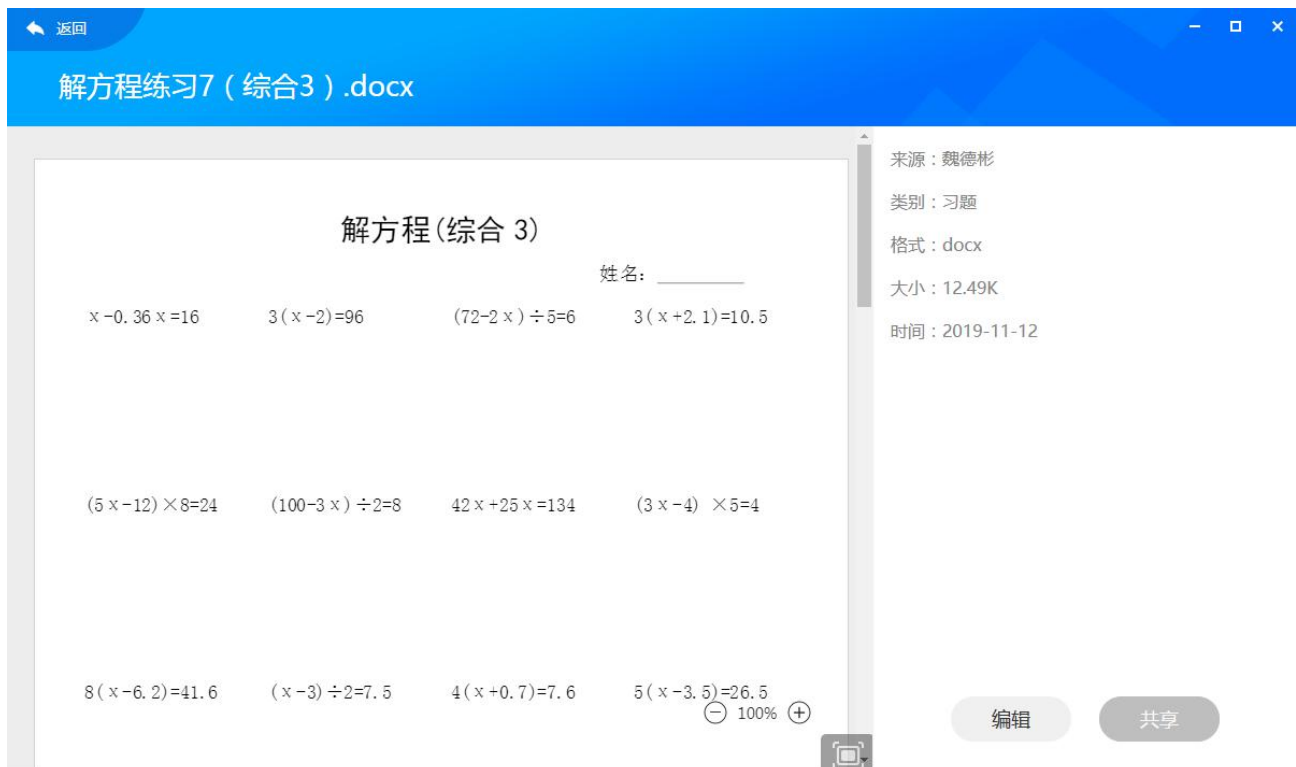 返回
解方程练习7（综合3）.docx
来源：魏德彬
类别：习题
格式：docx
大小：12.49K
时间：2019-11-12
解方程(综合 3)
姓名：________
x-0.36x=16 3(x-2)=96 (72-2x)÷5=6 3(x+2.1)=10.5
(5x-12)×8=24 (100-3x)÷2=8 42x+25x=134 (3x-4) ×5=4
8(x-6.2)=41.6 (x-3)÷2=7.5 4(x+0.7)=7.6 5(x-3.5)=26.5
100%
编辑 共享